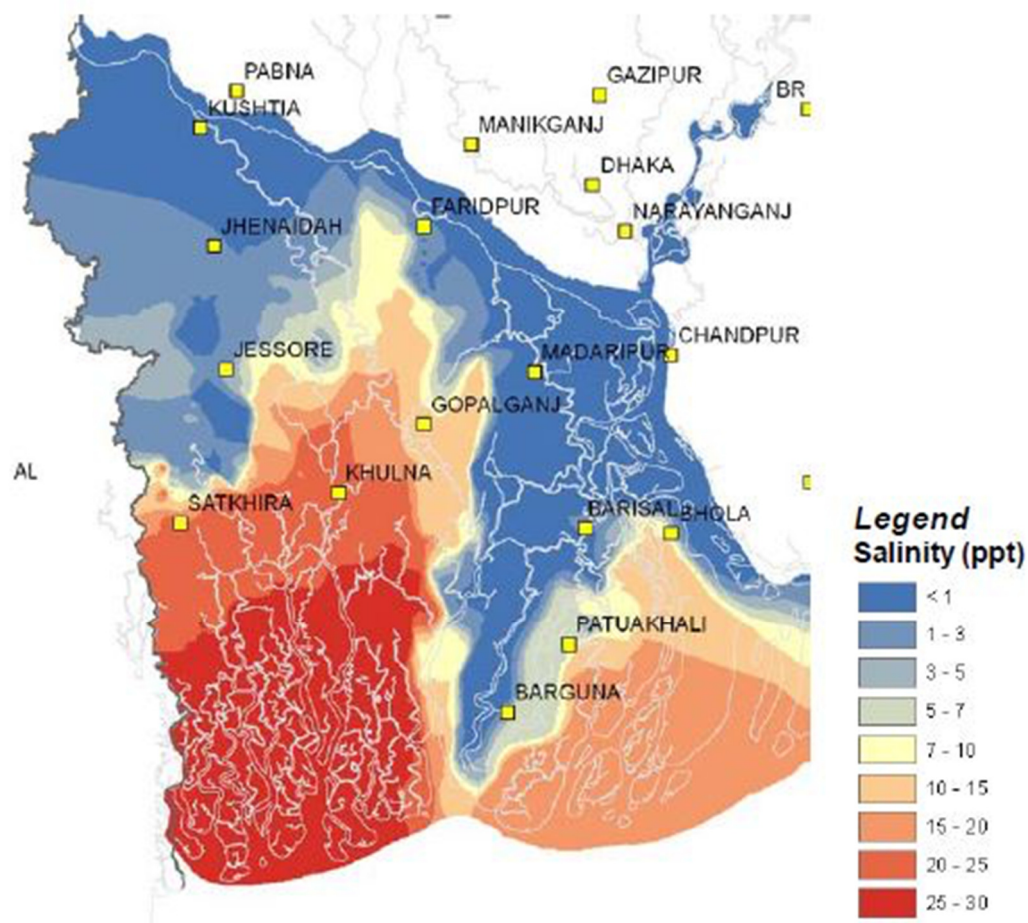 PABNA
GAZIPUR
BR
KUSHTIA
MANIKGANJ
DHAKA
FARIDPUR
NARAYANGANJ
JHENAIDAH
CHANDPUR
JESSORE
MADARIPUR
GOPALGANJ
AL
KHULNA
SATKHIRA
BARISAL
BHOLA
PATUAKHALI
BARGUNA
Legend
Salinity (ppt)
< 1
1 - 3
3 - 5
5 - 7
7 - 10
10 - 15
15 - 20
20 - 25
25 - 30